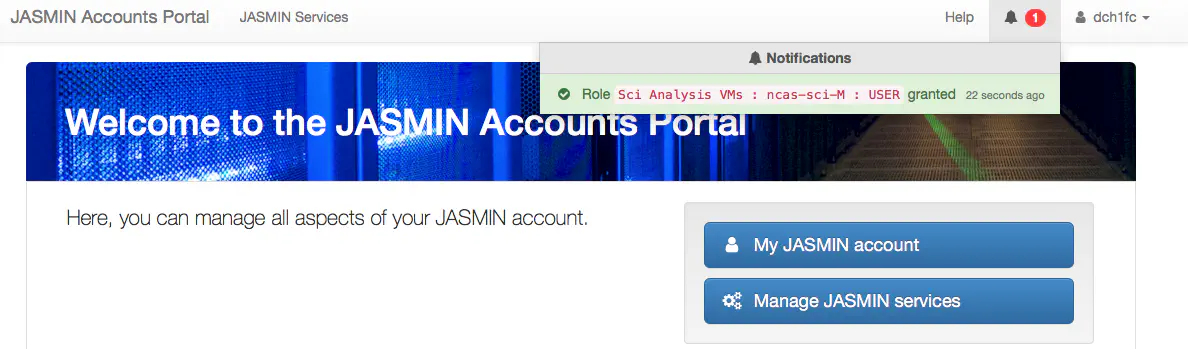 JASMIN Accounts Portal JASMIN Services Help 1 dch1fc
Notifications
Role Sci Analysis VMs : ncas-sci-M : USER granted 22 seconds ago
Welcome to the JASMIN Accounts Portal
Here, you can manage all aspects of your JASMIN account.
My JASMIN account
Manage JASMIN services